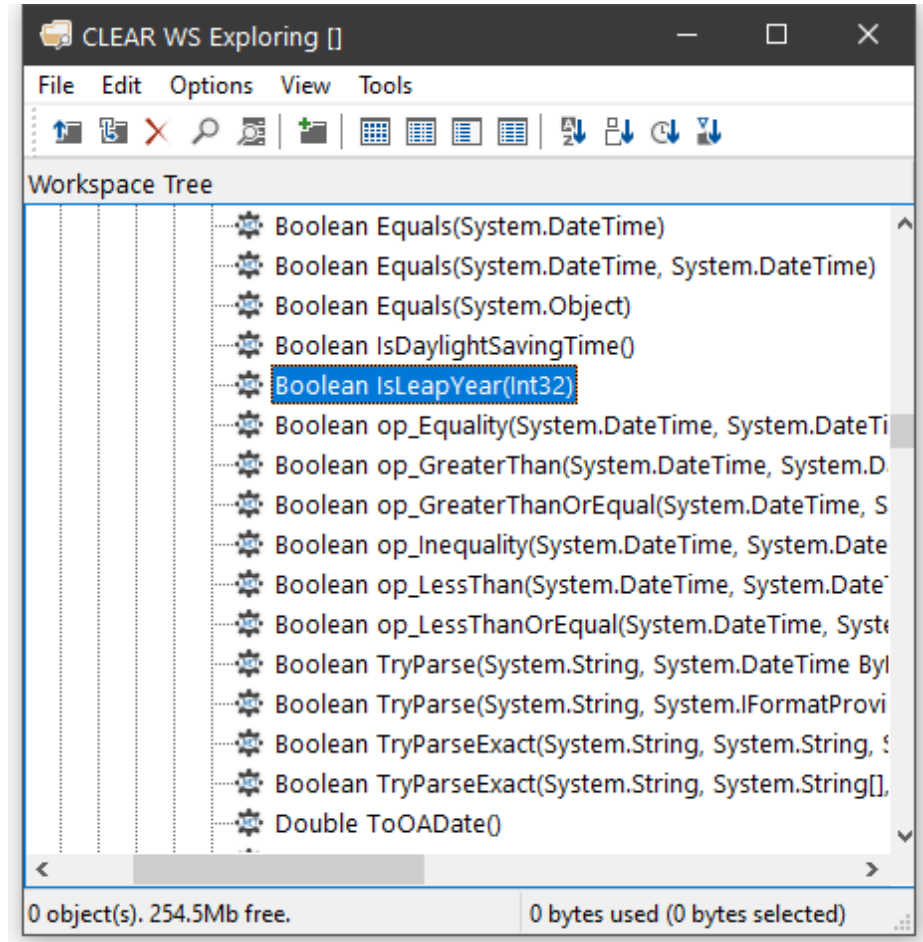 CLEAR WS Exploring []
File Edit Options View Tools
Workspace Tree
Boolean Equals(System.DateTime)
Boolean Equals(System.DateTime, System.DateTime)
Boolean Equals(System.Object)
Boolean IsDaylightSavingTime()
Boolean IsLeapYear(Int32)
Boolean op_Equality(System.DateTime, System.DateTi
Boolean op_GreaterThan(System.DateTime, System.D
Boolean op_GreaterThanOrEqual(System.DateTime, S
Boolean op_Inequality(System.DateTime, System.Date
Boolean op_LessThan(System.DateTime, System.Date
Boolean op_LessThanOrEqual(System.DateTime, Syste
Boolean TryParse(System.String, System.DateTime By
Boolean TryParse(System.String, System.IFormatProvi
Boolean TryParseExact(System.String, System.String,
Boolean TryParseExact(System.String, System.String[],
Double ToOADate()
0 object(s). 254.5Mb free.
0 bytes used (0 bytes selected)